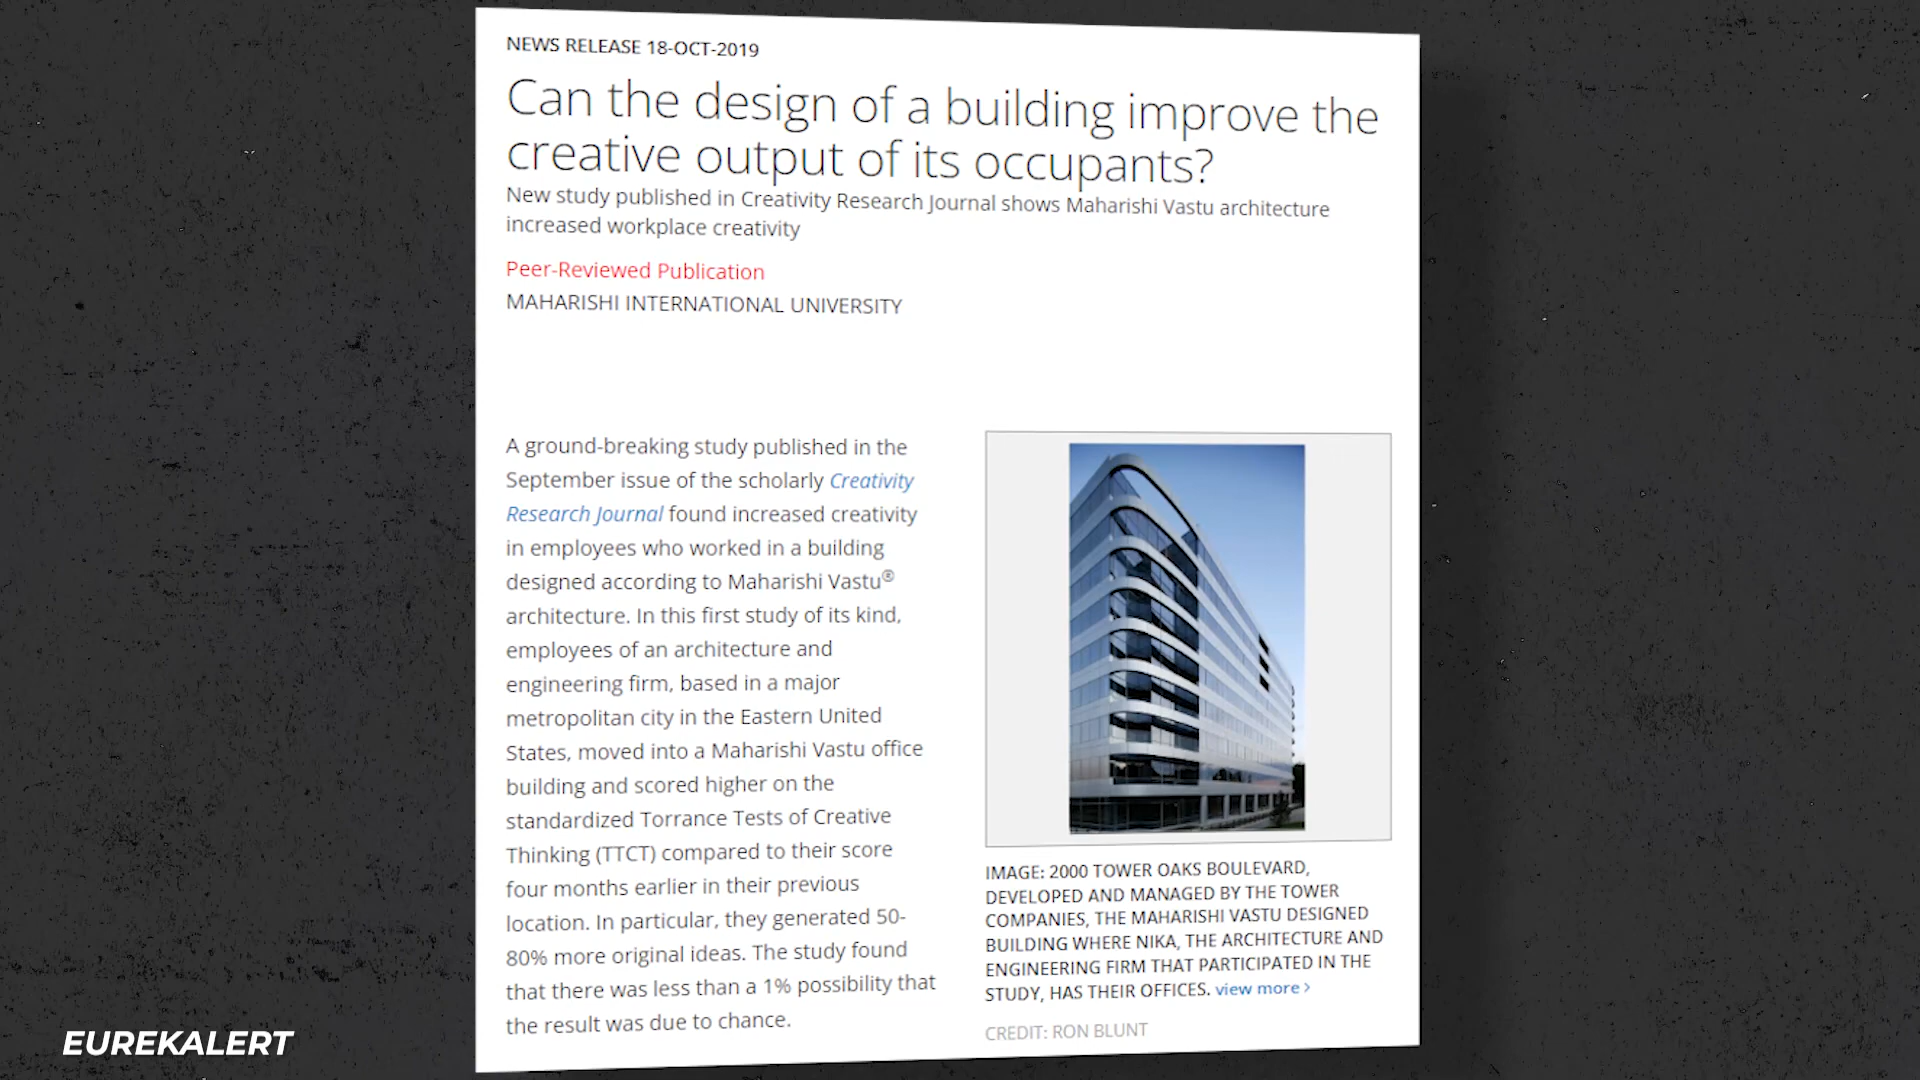 NEWS RELEASE 18-OCT-2019
Can the design of a building improve the
creative output of its occupants?
New study published in Creativity Research Journal shows Maharishi Vastu architecture
increased workplace creativity
Peer-Reviewed Publication
MAHARISHI INTERNATIONAL UNIVERSITY
A ground-breaking study published in the
September issue of the scholarly Creativity
Research Journal found increased creativity
in employees who worked in a building
designed according to Maharishi Vastu®
architecture. In this first study of its kind,
employees of an architecture and
engineering firm, based in a major
metropolitan city in the Eastern United
States, moved into a Maharishi Vastu office
building and scored higher on the
standardized Torrance Tests of Creative
Thinking (TTCT) compared to their score
four months earlier in their previous
location. In particular, they generated 50-
80% more original ideas. The study found
that there was less than a 1% possibility that
the result was due to chance.
IMAGE: 2000 TOWER OAKS BOULEVARD,
DEVELOPED AND MANAGED BY THE TOWER
COMPANIES, THE MAHARISHI VASTU DESIGNED
BUILDING WHERE NIKA, THE ARCHITECTURE AND
ENGINEERING FIRM THAT PARTICIPATED IN THE
STUDY, HAS THEIR OFFICES. view more >
CREDIT: RON BLUNT
EUREKALERT